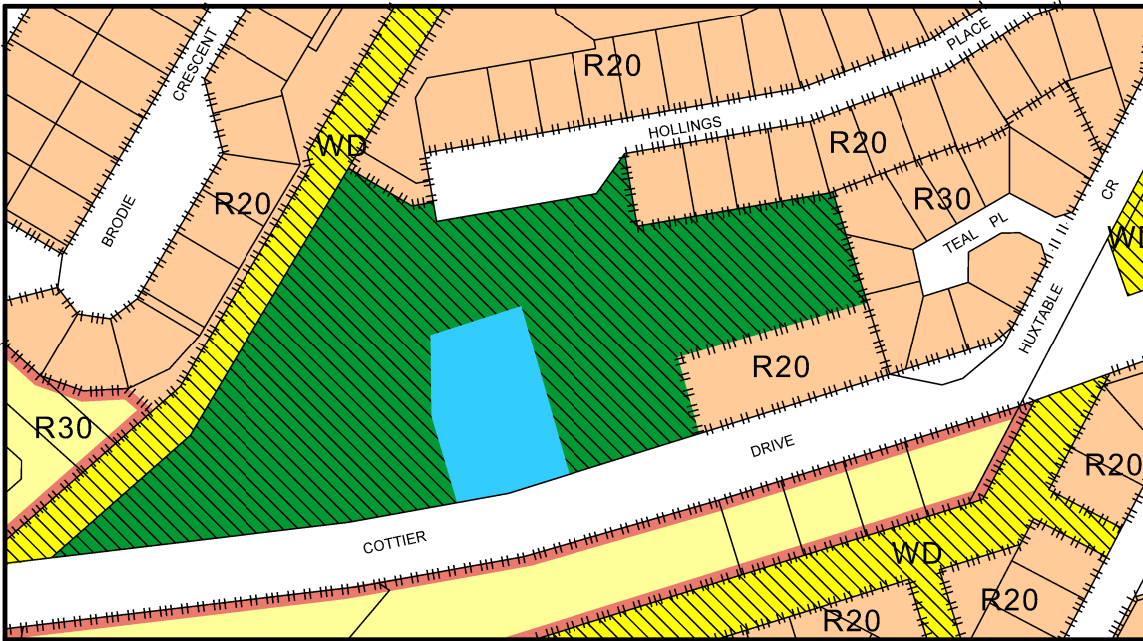 CRESCENT
PLACE
R20
HOLLINGS
WD
R20
R20
R30
CR
BRODIE
TEAL PL
WD
HUXTABLE
R20
R30
DRIVE
R20
COTTIER
WD
R20
R20